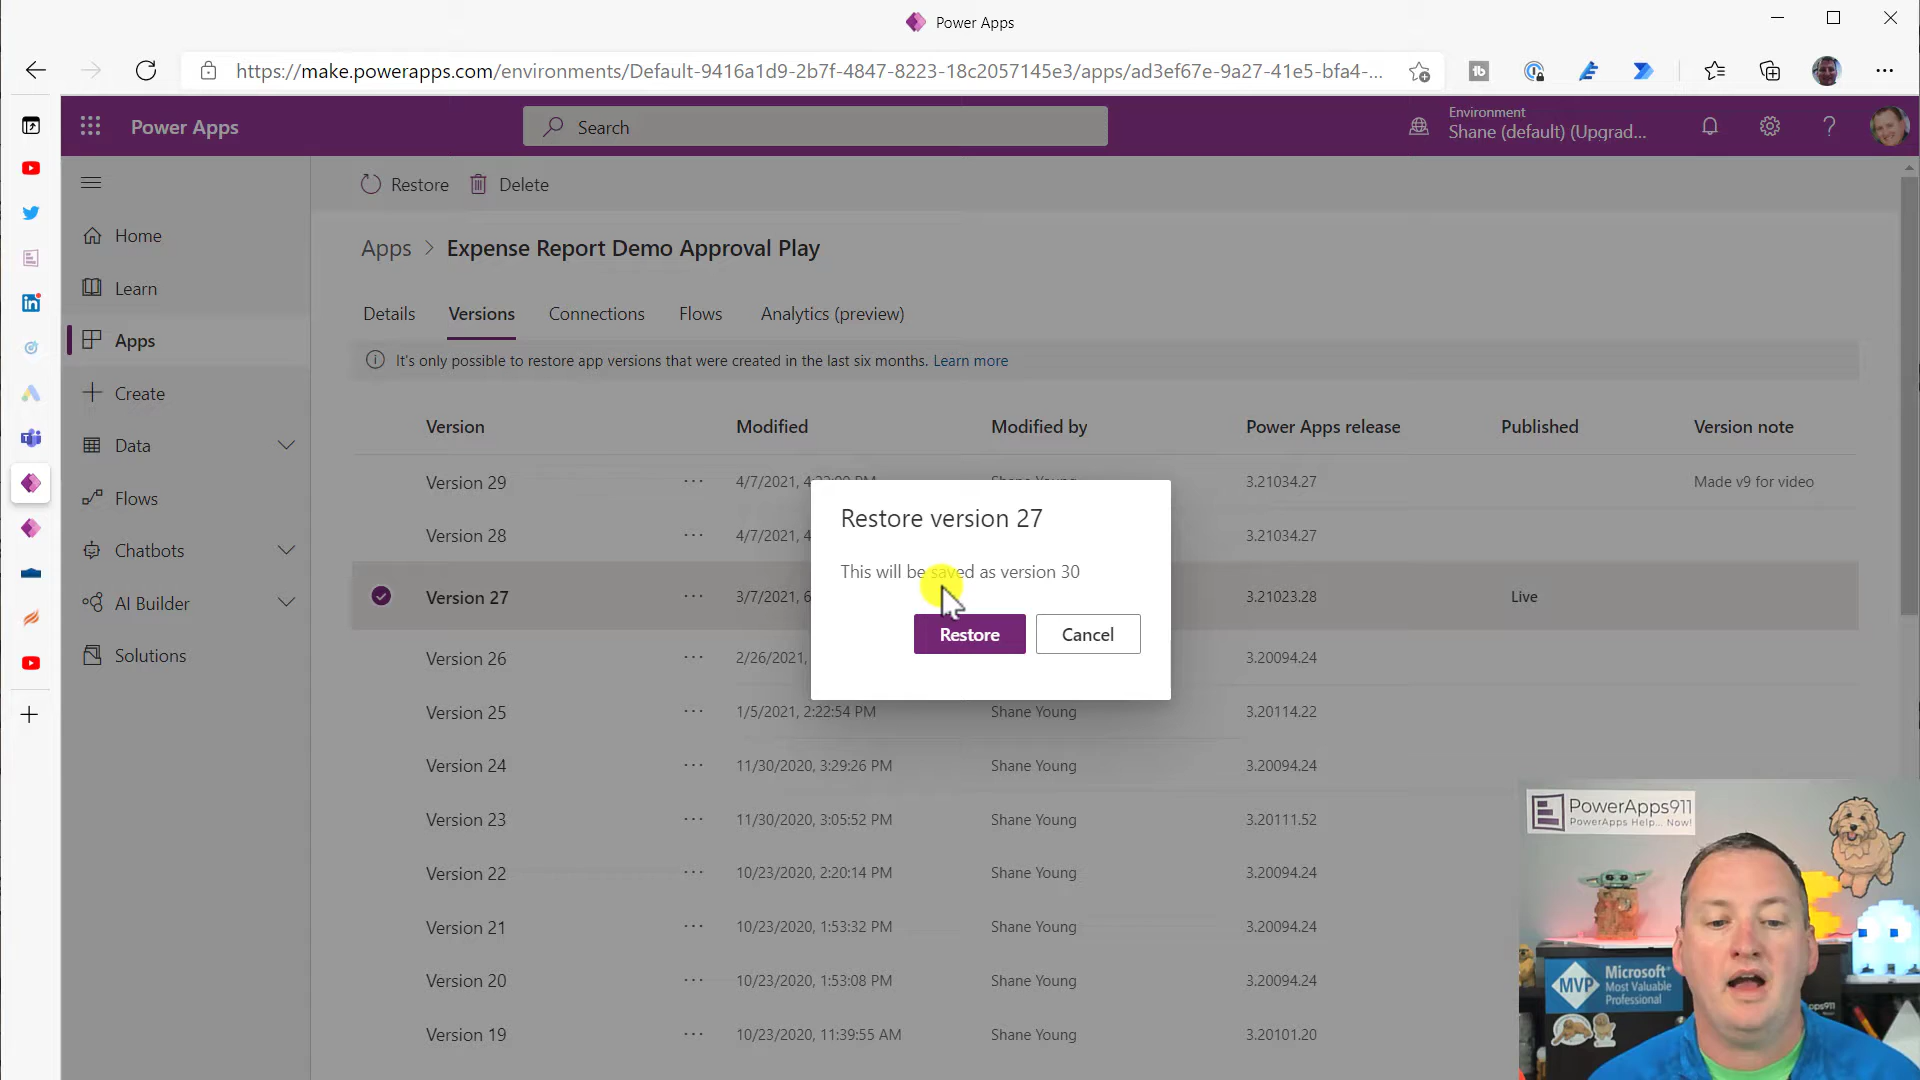 Power Apps
https://make.powerapps.com/environments/Default-9416a1d9-2b7f-4847-8223-18c2057145e3/apps/ad3ef67e-9a27-41e5-bfa4-...
Power Apps
Search
Environment
Shane (default) (Upgrad...
Restore
Delete
Home
Learn
Apps
Create
Data
Flows
Chatbots
AI Builder
Solutions
Apps > Expense Report Demo Approval Play
Details Versions Connections Flows Analytics (preview)
It's only possible to restore app versions that were created in the last six months. Learn more
Version Modified Modified by Power Apps release Published Version note
Version 29 ... 4/7/2021, 3.21034.27 Made v9 for video
Version 28 ... 4/7/2021, 4 3.21034.27
Version 27 ... 3/7/2021, 6 3.21023.28 Live
Version 26 ... 2/26/2021, 3.20094.24
Version 25 ... 1/5/2021, 2:22:54 PM Shane Young 3.20114.22
Version 24 ... 11/30/2020, 3:29:26 PM Shane Young 3.20094.24
Version 23 ... 11/30/2020, 3:05:52 PM Shane Young 3.20111.52
Version 22 ... 10/23/2020, 2:20:14 PM Shane Young 3.20094.24
Version 21 ... 10/23/2020, 1:53:32 PM Shane Young 3.20094.24
Version 20 ... 10/23/2020, 1:53:08 PM Shane Young 3.20094.24
Version 19 ... 10/23/2020, 11:39:55 AM Shane Young 3.20101.20
Restore version 27
This will be saved as version 30
Restore Cancel
PowerApps911
PowerApps Help... Now!
MVP
Microsoft®
Most Valuable
Professional